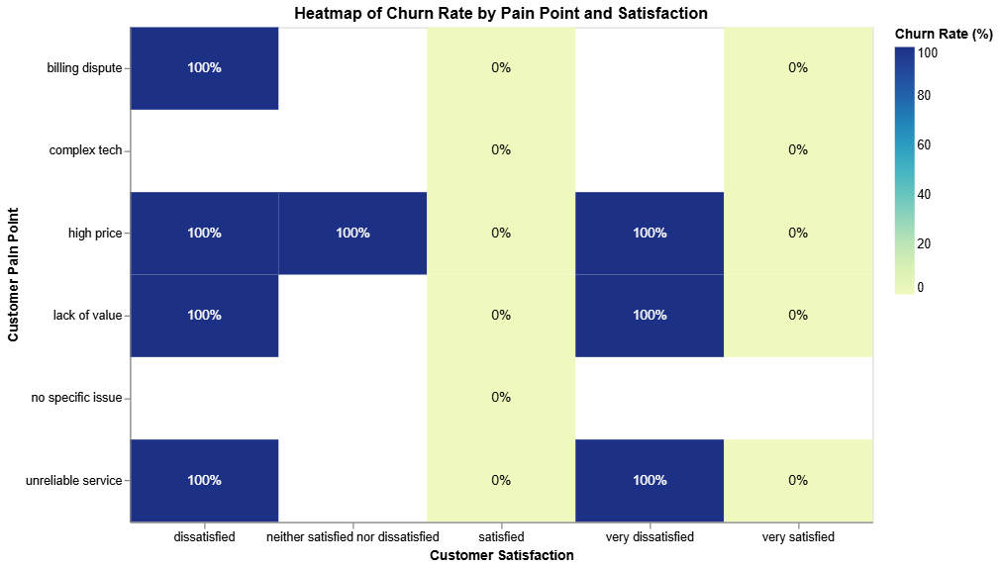 Heatmap of Churn Rate by Pain Point and Satisfaction
Churn Rate (%)
100
80
60
40
20
0
Customer Pain Point
billing dispute 100% 0% 0%
complex tech 0% 0%
high price 100% 100% 0% 100% 0%
lack of value 100% 0% 100% 0%
no specific issue 0%
unreliable service 100% 0% 100% 0%
dissatisfied neither satisfied nor dissatisfied satisfied very dissatisfied very satisfied
Customer Satisfaction